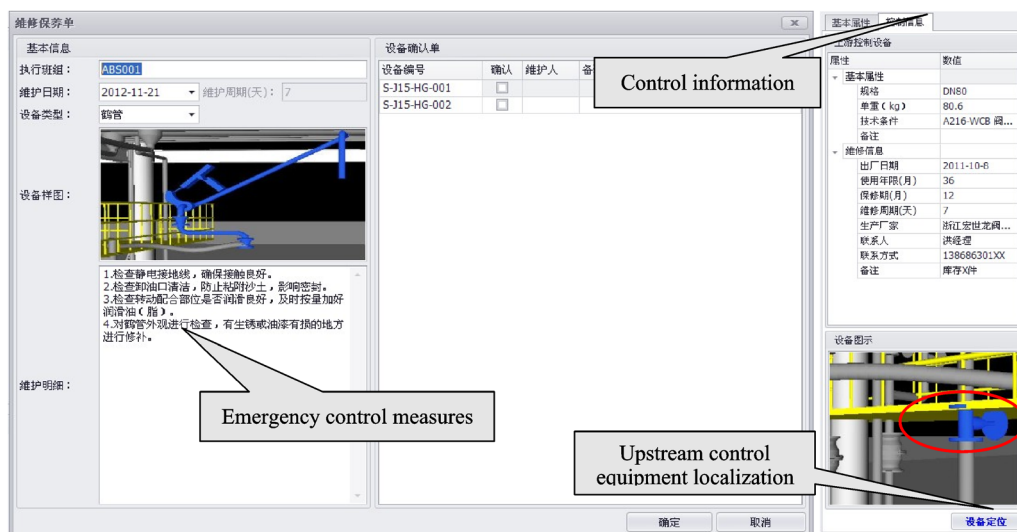 维修保养单
基本信息
执行班组：
ABS001
维护日期：
2012-11-21
维护周期(天)：
7
设备类型：
鹤管
设备样图：
维护明细：
1.检查静电接地线，确保接触良好。
2.检查卸油口清洁，防止粘附沙土，影响密封。
3.检查转动配合部位是否润滑良好，及时按量加好
润滑油（脂）。
4.对鹤管外观进行检查，有生锈或油漆有损的地方
进行修补。
Emergency control measures
设备确认单
设备编号 确认 维护人
S-J15-HG-001
S-J15-HG-002
确定
取消
Control information
基本属性
控制信息
上游控制设备
属性 数值
基本属性
规格 DN80
单重(kg) 80.6
技术条件 A216-WCB 阀...
备注
维修信息
出厂日期 2011-10-8
使用年限(月) 36
保修期(月) 12
维修周期(天) 7
生产厂家 浙江宏世龙阀...
联系人 洪经理
联系方式 138686301XX
备注 库存X件
设备图示
Upstream control
equipment localization
设备定位